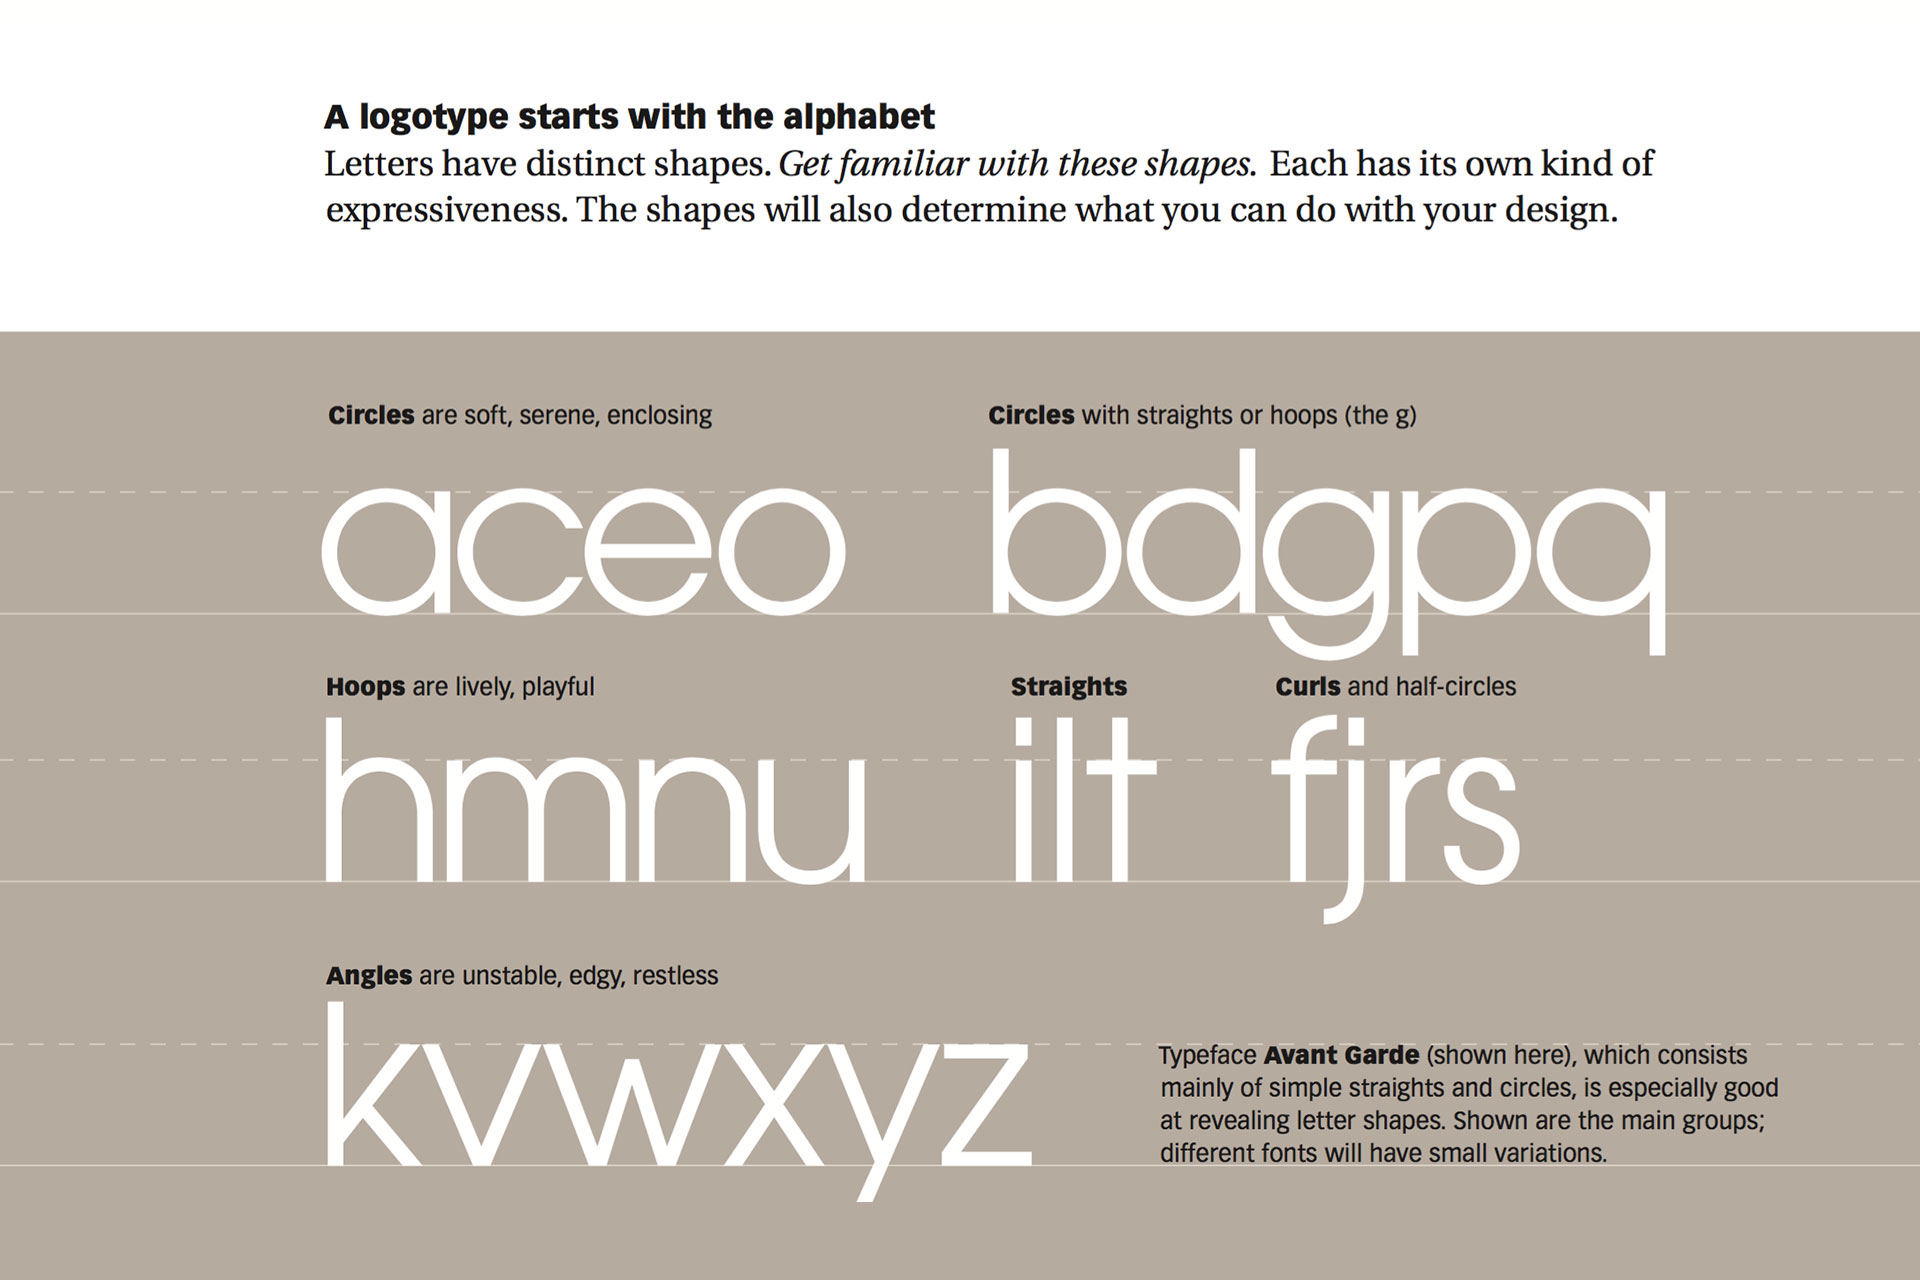 A logotype starts with the alphabet
Letters have distinct shapes. Get familiar with these shapes. Each has its own kind of
expressiveness. The shapes will also determine what you can do with your design.
Circles are soft, serene, enclosing
aceo
Circles with straights or hoops (the g)
bdgpq
Hoops are lively, playful
hmnu
Straights
ilt
Curls and half-circles
fjrs
Angles are unstable, edgy, restless
kvwxyz
Typeface Avant Garde (shown here), which consists
mainly of simple straights and circles, is especially good
at revealing letter shapes. Shown are the main groups;
different fonts will have small variations.